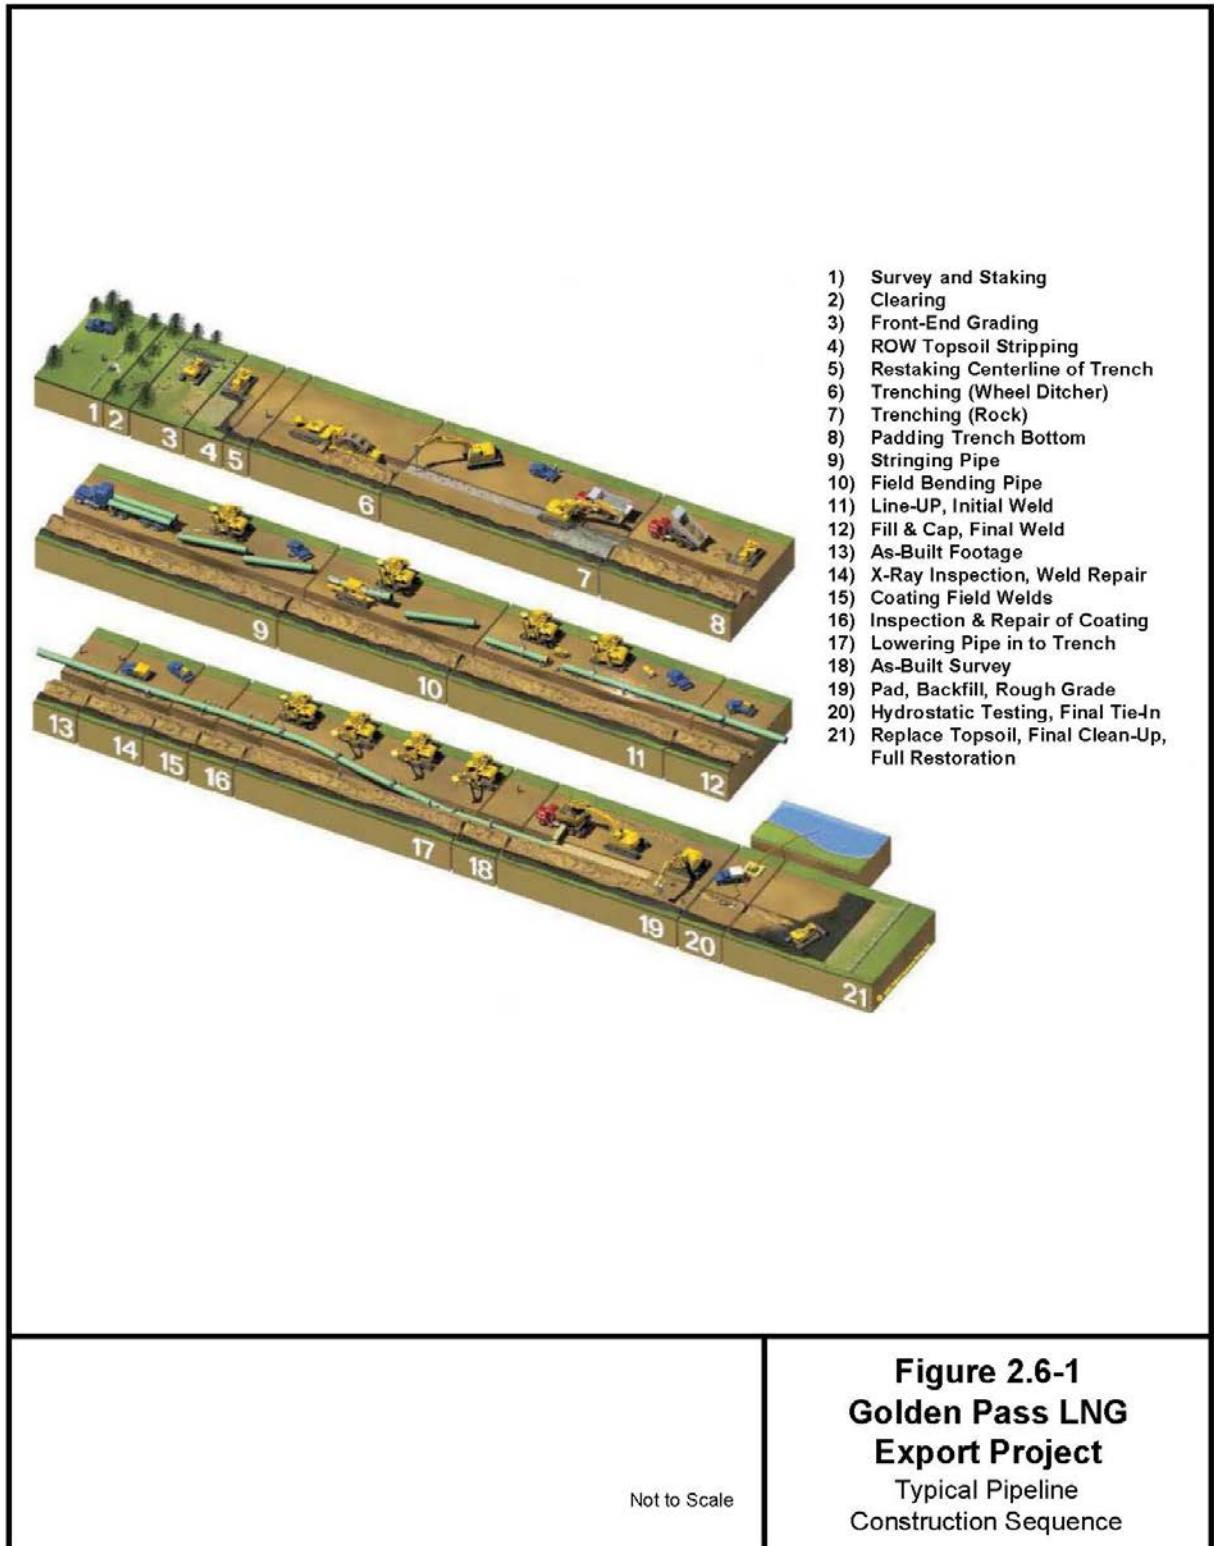 1) Survey and Staking
2) Clearing
3) Front-End Grading
4) ROW Topsoil Stripping
5) Restaking Centerline of Trench
6) Trenching (Wheel Ditcher)
7) Trenching (Rock)
8) Padding Trench Bottom
9) Stringing Pipe
10) Field Bending Pipe
11) Line-UP, Initial Weld
12) Fill & Cap, Final Weld
13) As-Built Footage
14) X-Ray Inspection, Weld Repair
15) Coating Field Welds
16) Inspection & Repair of Coating
17) Lowering Pipe in to Trench
18) As-Built Survey
19) Pad, Backfill, Rough Grade
20) Hydrostatic Testing, Final Tie-In
21) Replace Topsoil, Final Clean-Up,
Full Restoration
1 2 3 4 5 6 7 8
9 10 11 12
13 14 15 16 17 18 19 20 21
Not to Scale
Figure 2.6-1
Golden Pass LNG
Export Project
Typical Pipeline
Construction Sequence